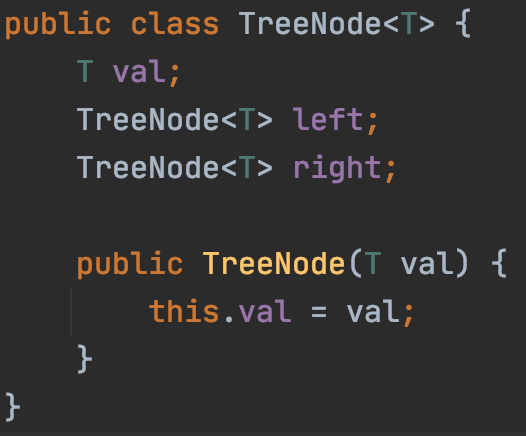 public class TreeNode<T> {
    T val;
    TreeNode<T> left;
    TreeNode<T> right;

    public TreeNode(T val) {
        this.val = val;
    }
}